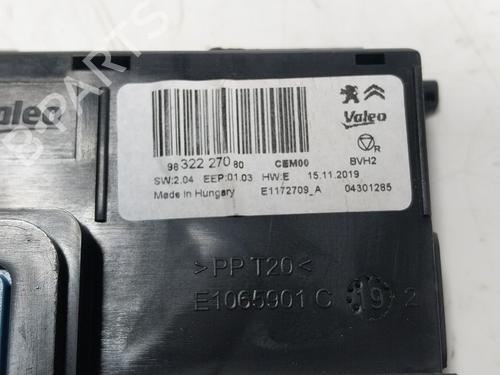 B-PARTS
Valeo
98 322 270 80 CEM00
Valeo
R
BVH2
SW:2.04 EEP:01.03 HW:E 15.11.2019
Made in Hungary E1172709_A 04301285
>PP T20<
E1065901 C 19 2